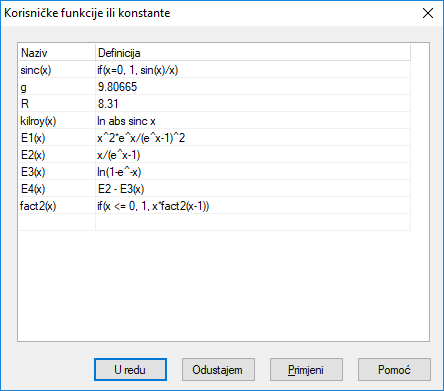 Korisničke funkcije ili konstante
Naziv Definicija
sinc(x) if(x=0, 1, sin(x)/x)
g 9.80665
R 8.31
kilroy(x) ln abs sinc x
E1(x) x^2*e^x/(e^x-1)^2
E2(x) x/(e^x-1)
E3(x) ln(1-e^-x)
E4(x) E2 - E3(x)
fact2(x) if(x <= 0, 1, x*fact2(x-1))
U redu Odustajem Primjeni Pomoć